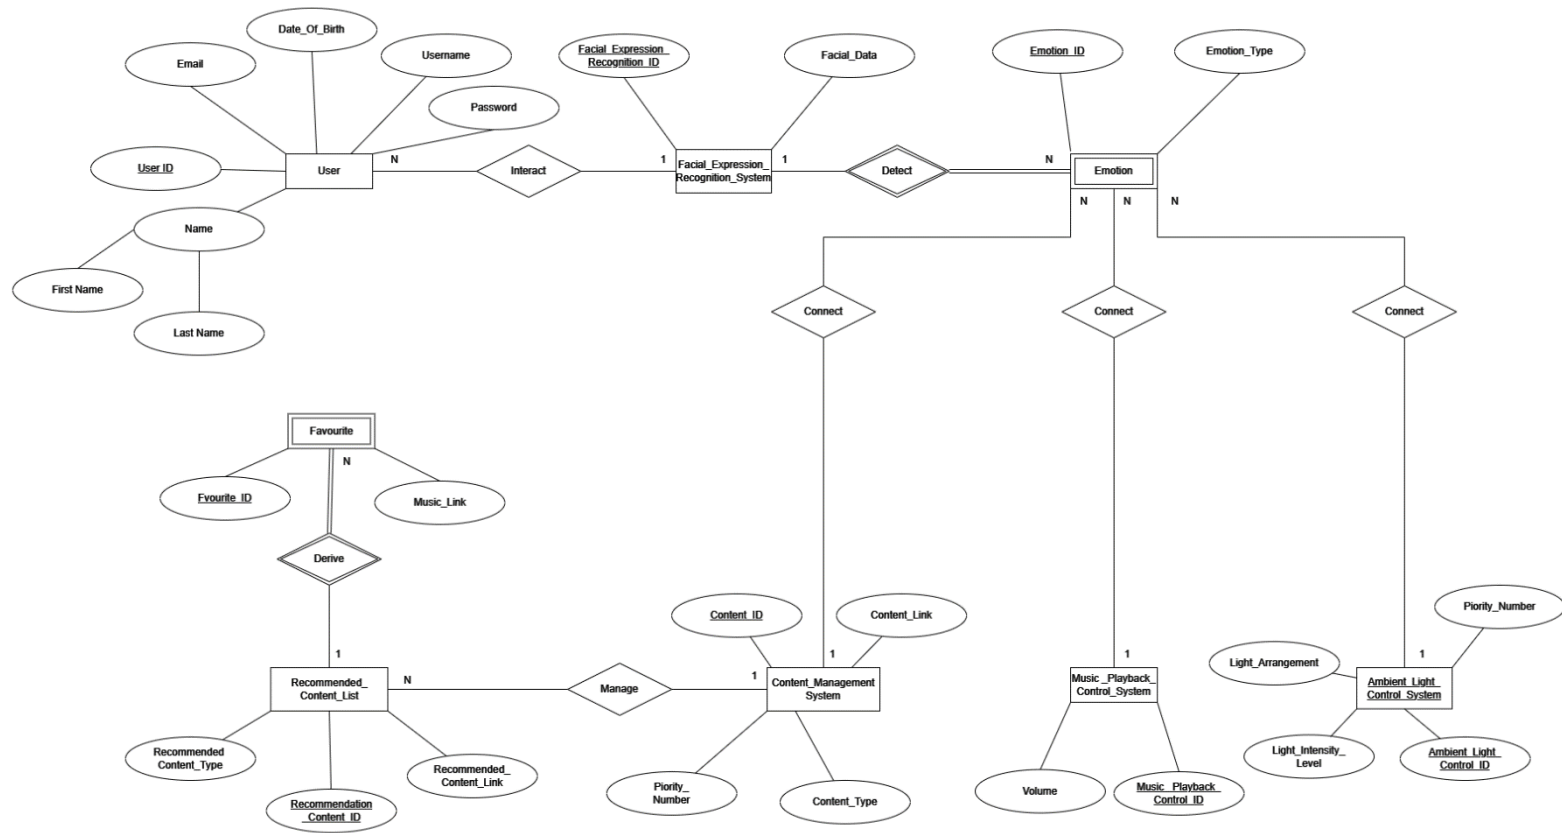 Date_Of_Birth
Email
Username
Password
User ID
User
Name
First Name
Last Name
N
Interact
1
Facial_Expression_
Recognition_ID
Facial_Data
Facial_Expression_
Recognition_System
1
Detect
N
Emotion_ID
Emotion_Type
Emotion
N
N
N
Connect
Connect
Connect
Favourite
N
Fvourite_ID
Music_Link
Derive
1
Recommended_
Content_List
N
Manage
1
Recommended
Content_Type
Recommendation
_Content_ID
Recommended_
Content_Link
Content_ID
Content_Link
1
Content_Management
System
Piority_
Number
Content_Type
1
Music_Playback_
Control_System
Volume
Music_Playback_
Control_ID
1
Piority_Number
Light_Arrangement
Ambient_Light_
Control_System
Light_Intensity_
Level
Ambient_Light_
Control_ID